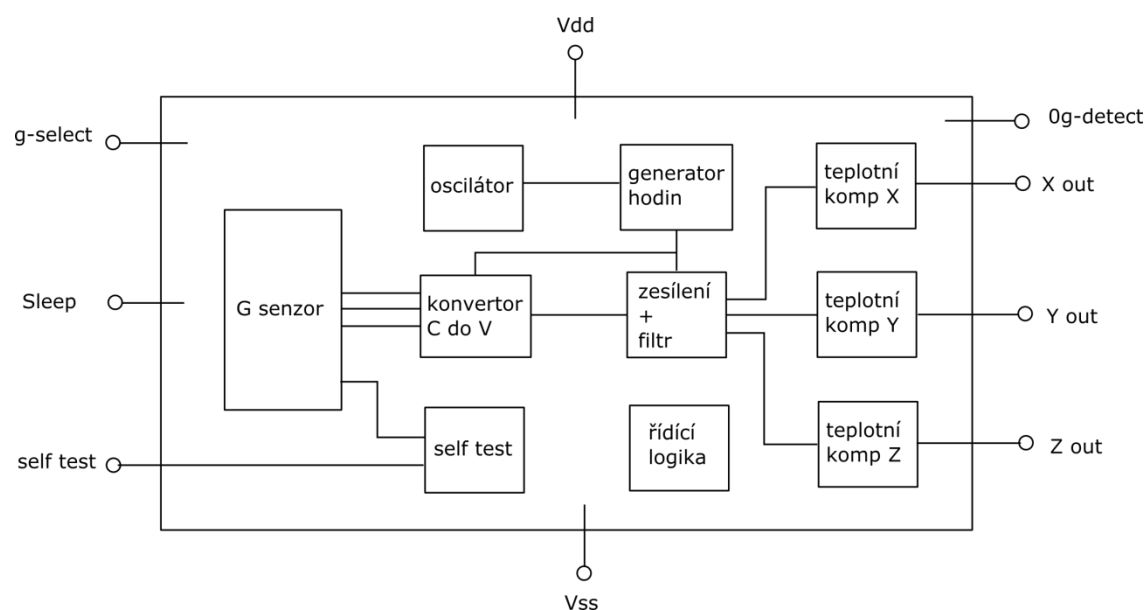 Vdd
g-select
0g-detect
oscilátor
generator
hodin
teplotní
komp X
X out
Sleep
G senzor
konvertor
C do V
zesílení
+
filtr
teplotní
komp Y
Y out
self test
self test
řídící
logika
teplotní
komp Z
Z out
Vss